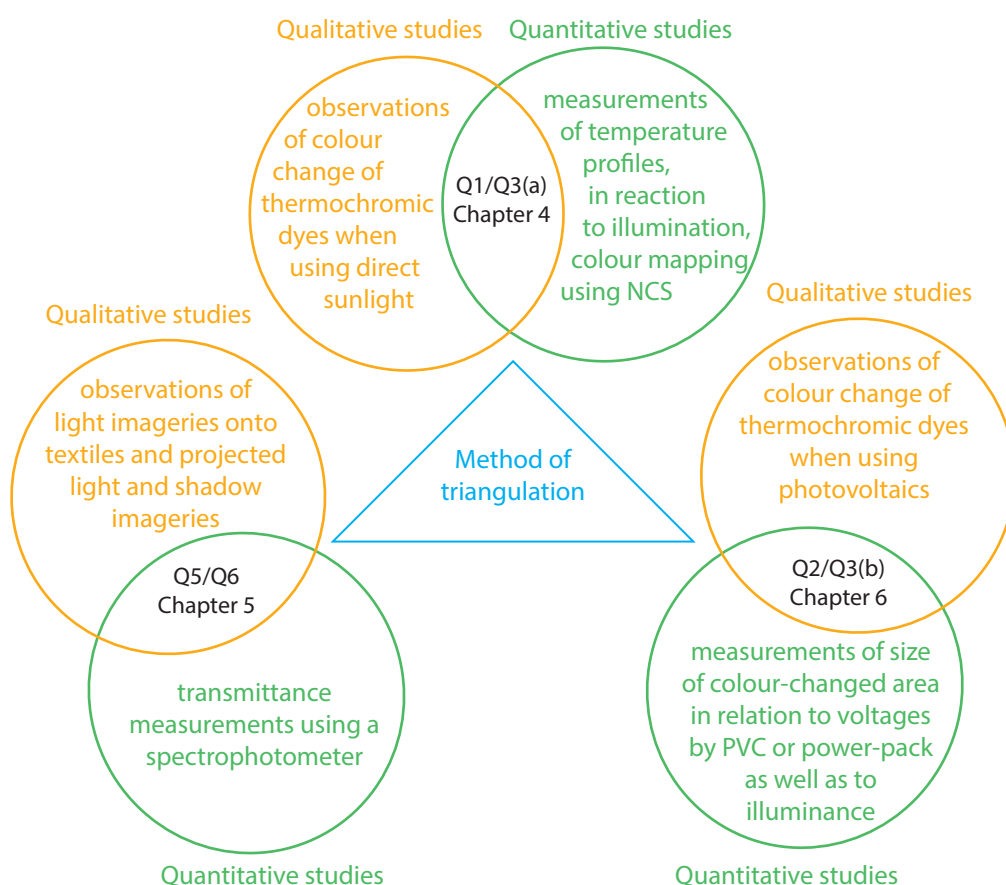 Qualitative studies
observations
of colour
change of
thermochromic
dyes when
using direct
sunlight
Q1/Q3(a)
Chapter 4
Quantitative studies
measurements
of temperature
profiles,
in reaction
to illumination,
colour mapping
using NCS
Qualitative studies
observations of
light imageries onto
textiles and projected
light and shadow
imageries
Q5/Q6
Chapter 5
transmittance
measurements using a
spectrophotometer
Quantitative studies
Method of
triangulation
Qualitative studies
observations of
colour change of
thermochromic dyes
when using
photovoltaics
Q2/Q3(b)
Chapter 6
measurements of size
of colour-changed area
in relation to voltages
by PVC or power-pack
as well as to
illuminance
Quantitative studies